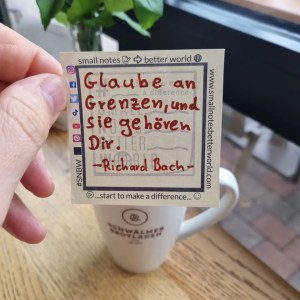 small notes ➩ better world
Glaube an
Grenzen, und
sie gehören
Dir.
-Richard Bach-
...start to make a difference...
www.smallnotesbetterworld.com
#SNBW
SCHWÄLMER
BROTLADEN